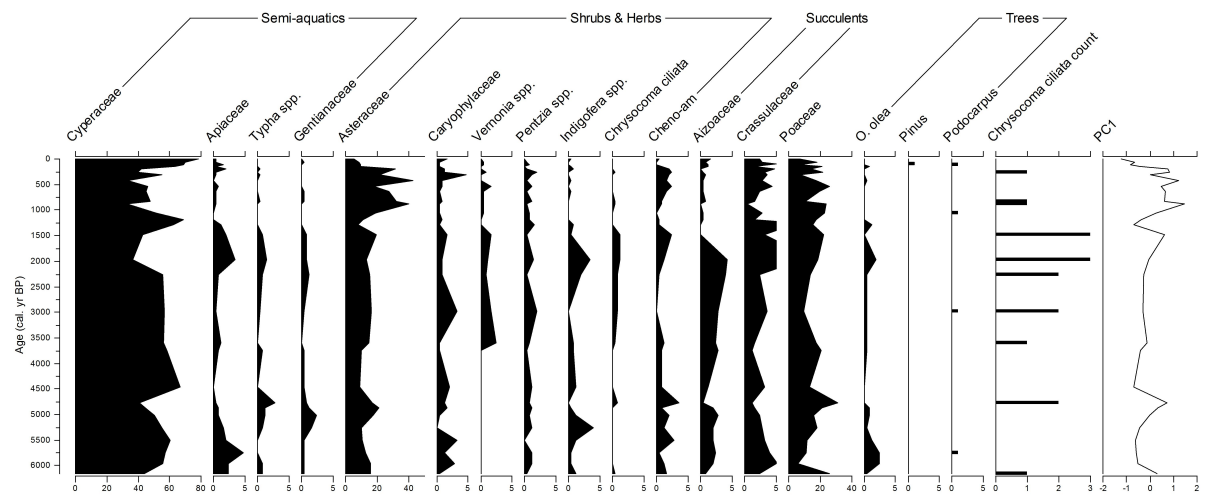 Semi-aquatics Shrubs & Herbs Succulents Trees
Cyperaceae
Apiaceae
Typha spp.
Gentianaceae
Asteraceae
Caryophylaceae
Vernonia spp.
Pentzia spp.
Indigofera spp.
Chrysocoma ciliata
Cheno-am
Aizoaceae
Crassulaceae
Poaceae
O. olea
Pinus
Podocarpus
Chrysocoma ciliata count
PC1
Age (cal. yr BP)
0
500
1000
1500
2000
2500
3000
3500
4000
4500
5000
5500
6000
0 20 40 60 80 0 5 0 5 0 5 0 20 40 0 5 0 5 0 5 0 5 0 5 0 5 0 5 0 5 0 20 40 0 5 0 5 0 5 0 1 2 3 -2 -1 0 1 2